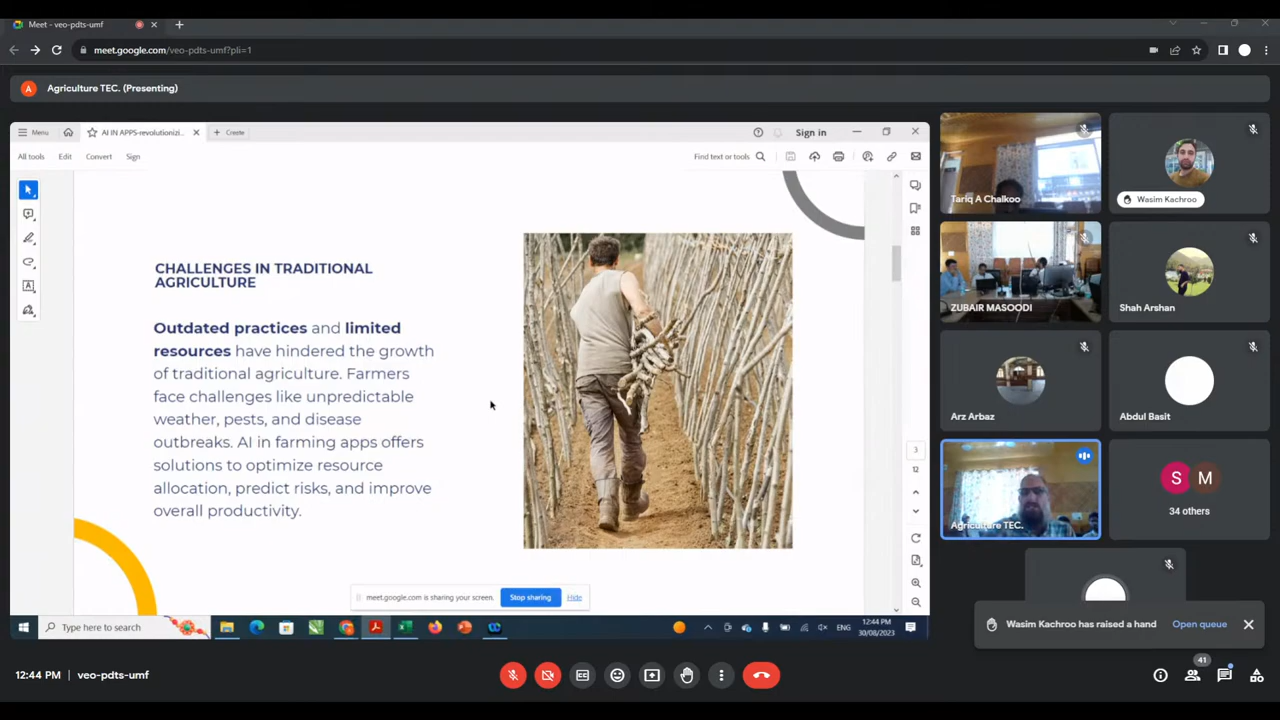 Meet - veo-pdts-umf
meet.google.com/veo-pdts-umf?pli=1
A
Agriculture TEC. (Presenting)
Menu
AI IN APPS-revolutionizi...
Create
Sign in
All tools
Edit
Convert
Sign
Find text or tools
CHALLENGES IN TRADITIONAL
AGRICULTURE
Outdated practices and limited
resources have hindered the growth
of traditional agriculture. Farmers
face challenges like unpredictable
weather, pests, and disease
outbreaks. AI in farming apps offers
solutions to optimize resource
allocation, predict risks, and improve
overall productivity.
3
12
meet.google.com is sharing your screen.
Stop sharing
Hide
Type here to search
ENG
12:44 PM
30/08/2023
Tariq A Chalkoo
Wasim Kachroo
ZUBAIR MASOODI
Shah Arshan
Arz Arbaz
Abdul Basit
Agriculture TEC.
S
M
34 others
Wasim Kachroo has raised a hand
Open queue
12:44 PM
veo-pdts-umf
41